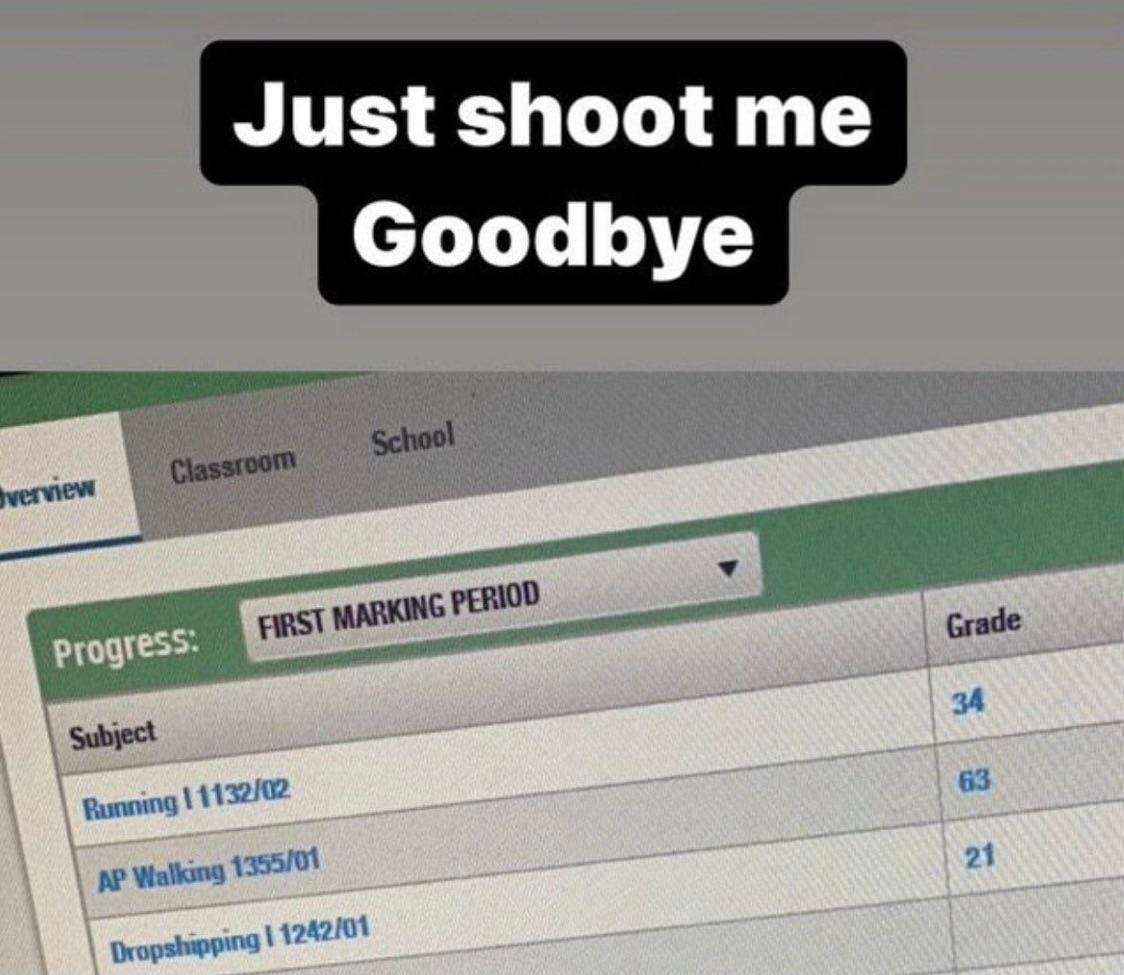 Just shoot me
Goodbye
Overview Classroom School
Progress: FIRST MARKING PERIOD
Subject Grade
Running I 1132/02 34
AP Walking 1355/01 63
Dropshipping I 1242/01 21